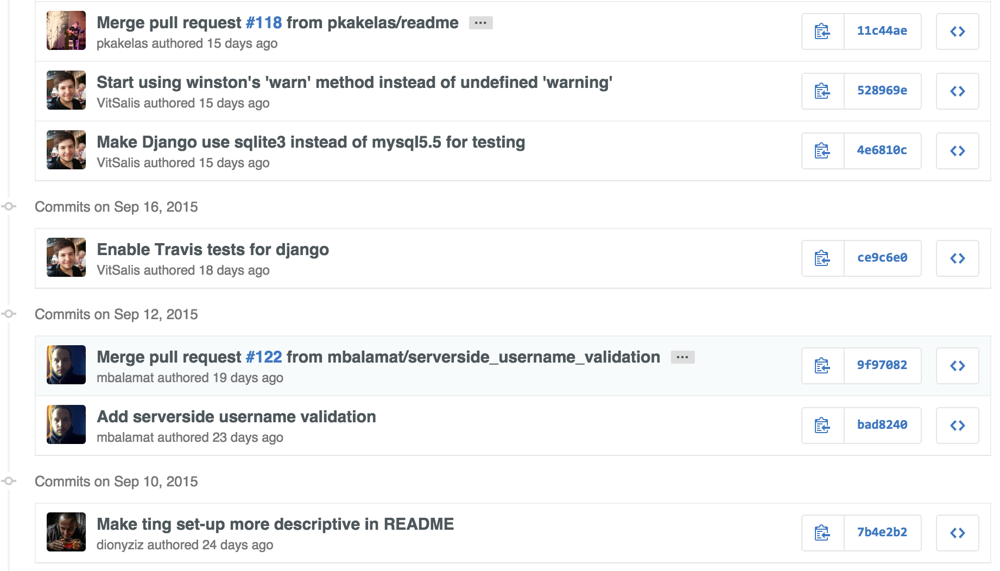 Merge pull request #118 from pkakelas/readme …
pkakelas authored 15 days ago
11c44ae
Start using winston's 'warn' method instead of undefined 'warning'
VitSalis authored 15 days ago
528969e
Make Django use sqlite3 instead of mysql5.5 for testing
VitSalis authored 15 days ago
4e6810c
Commits on Sep 16, 2015
Enable Travis tests for django
VitSalis authored 18 days ago
ce9c6e0
Commits on Sep 12, 2015
Merge pull request #122 from mbalamat/serverside_username_validation …
mbalamat authored 19 days ago
9f97082
Add serverside username validation
mbalamat authored 23 days ago
bad8240
Commits on Sep 10, 2015
Make ting set-up more descriptive in README
dionyziz authored 24 days ago
7b4e2b2